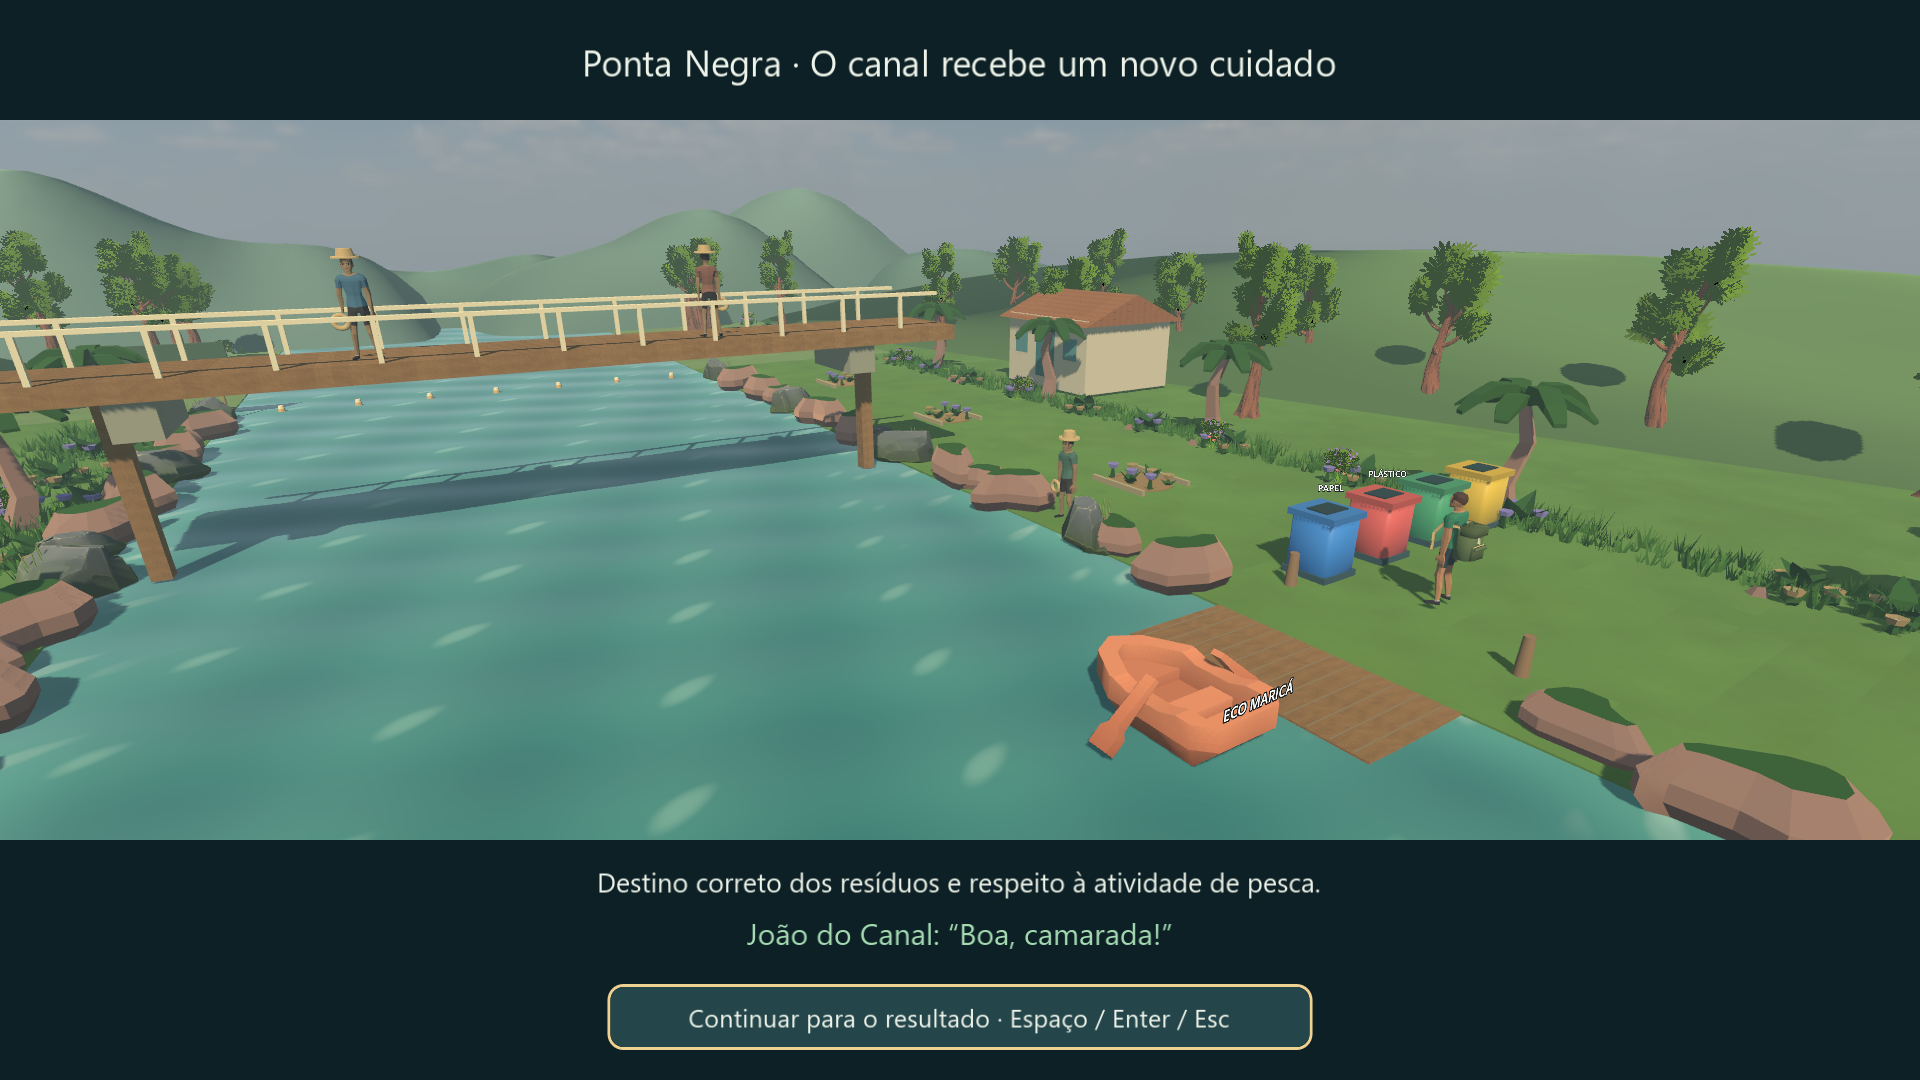 Ponta Negra · O canal recebe um novo cuidado
PLÁSTICO
PAPEL
ECO MARICÁ
Destino correto dos resíduos e respeito à atividade de pesca.
João do Canal: “Boa, camarada!”
Continuar para o resultado · Espaço / Enter / Esc